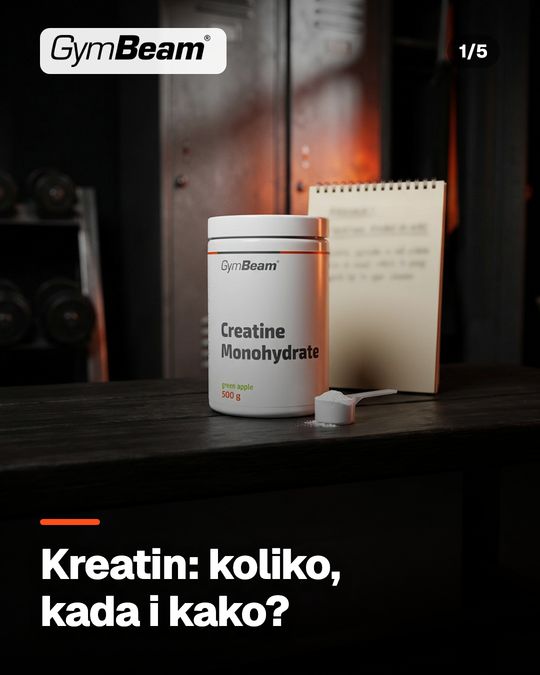 GymBeam®
1/5
GymBeam®
Creatine
Monohydrate
green apple
500 g
Kreatin: koliko,
kada i kako?